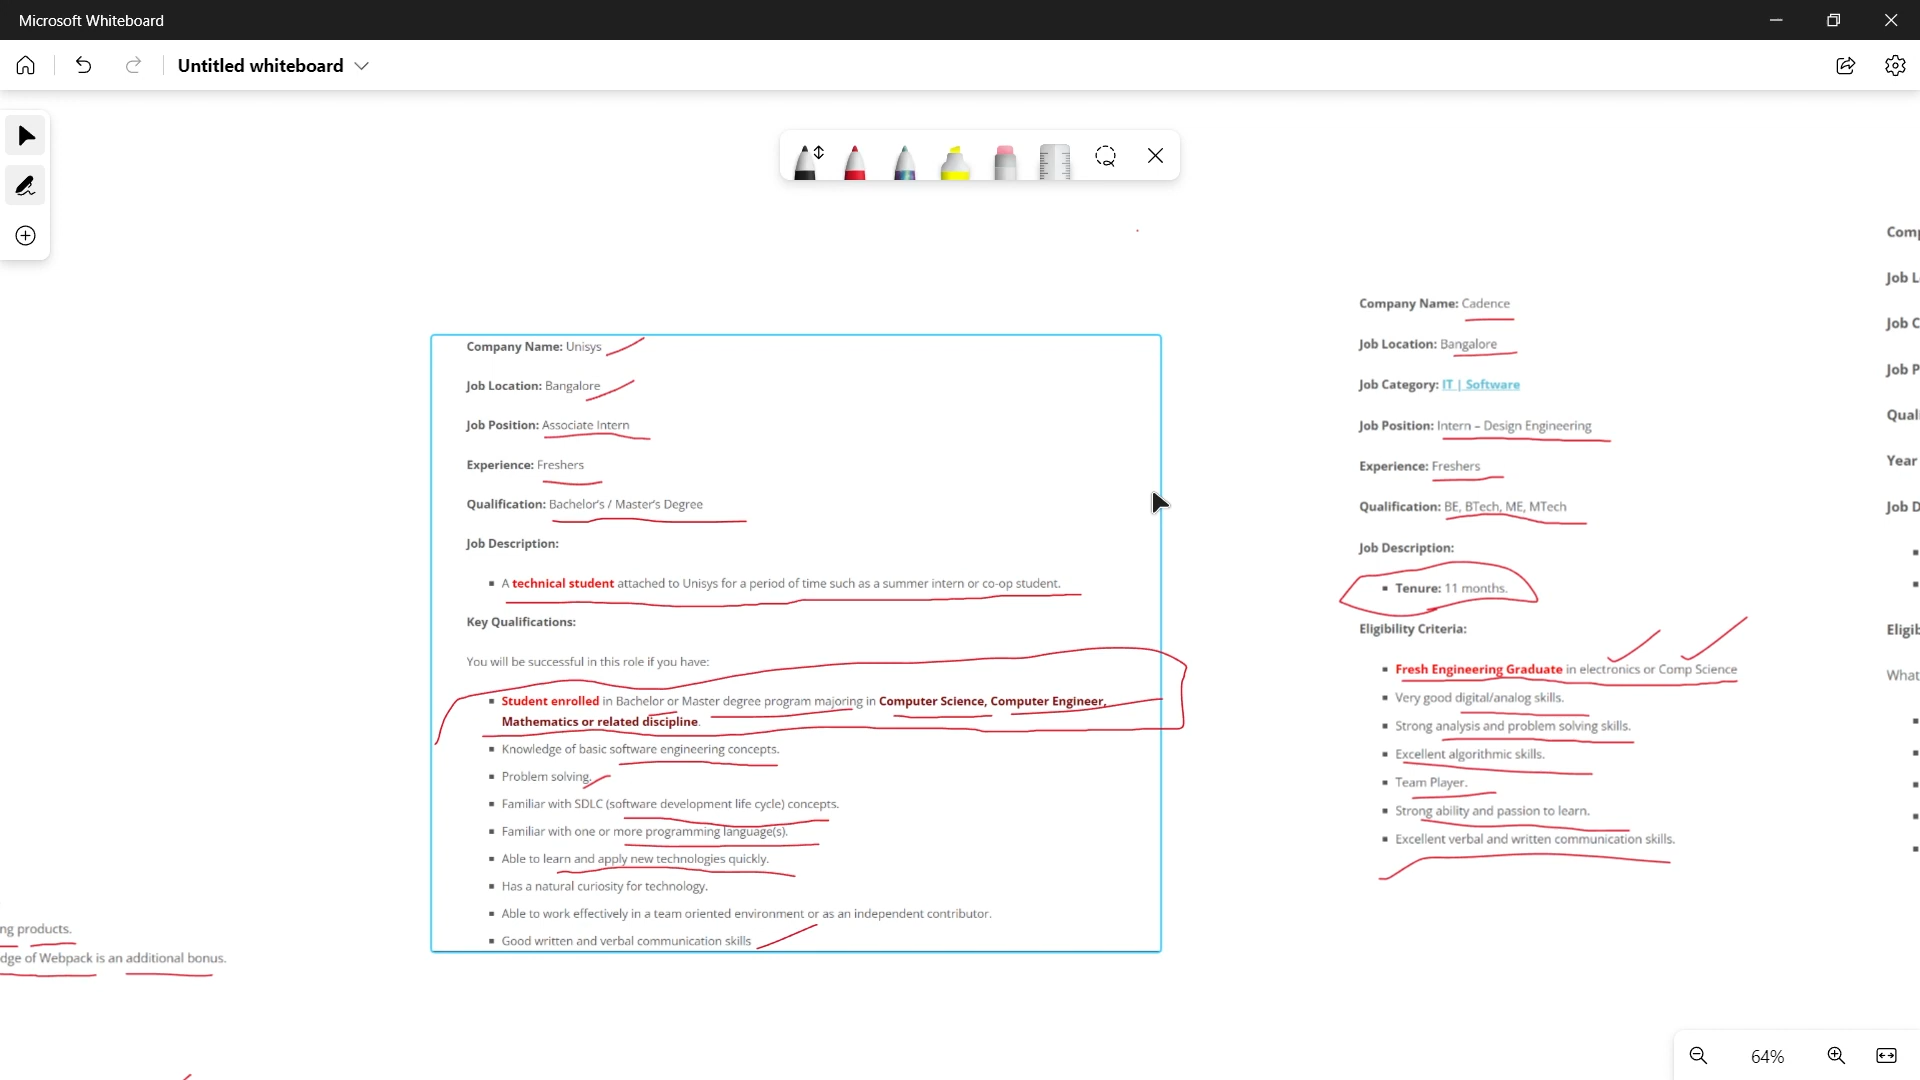 Microsoft Whiteboard
Untitled whiteboard
Company Name: Unisys
Job Location: Bangalore
Job Position: Associate Intern
Experience: Freshers
Qualification: Bachelor's / Master's Degree
Job Description:
A technical student attached to Unisys for a period of time such as a summer intern or co-op student.
Key Qualifications:
You will be successful in this role if you have:
Student enrolled in Bachelor or Master degree program majoring in Computer Science, Computer Engineer,
Mathematics or related discipline.
Knowledge of basic software engineering concepts.
Problem solving.
Familiar with SDLC (software development life cycle) concepts.
Familiar with one or more programming language(s).
Able to learn and apply new technologies quickly.
Has a natural curiosity for technology.
Able to work effectively in a team oriented environment or as an independent contributor.
Good written and verbal communication skills
Company Name: Cadence
Job Location: Bangalore
Job Category: IT | Software
Job Position: Intern – Design Engineering
Experience: Freshers
Qualification: BE, BTech, ME, MTech
Job Description:
Tenure: 11 months.
Eligibility Criteria:
Fresh Engineering Graduate in electronics or Comp Science
Very good digital/analog skills.
Strong analysis and problem solving skills.
Excellent algorithmic skills.
Team Player.
Strong ability and passion to learn.
Excellent verbal and written communication skills.
Comp
Job L
Job C
Job P
Quali
Year
Job D
Eligib
What
ng products.
dge of Webpack is an additional bonus.
64%